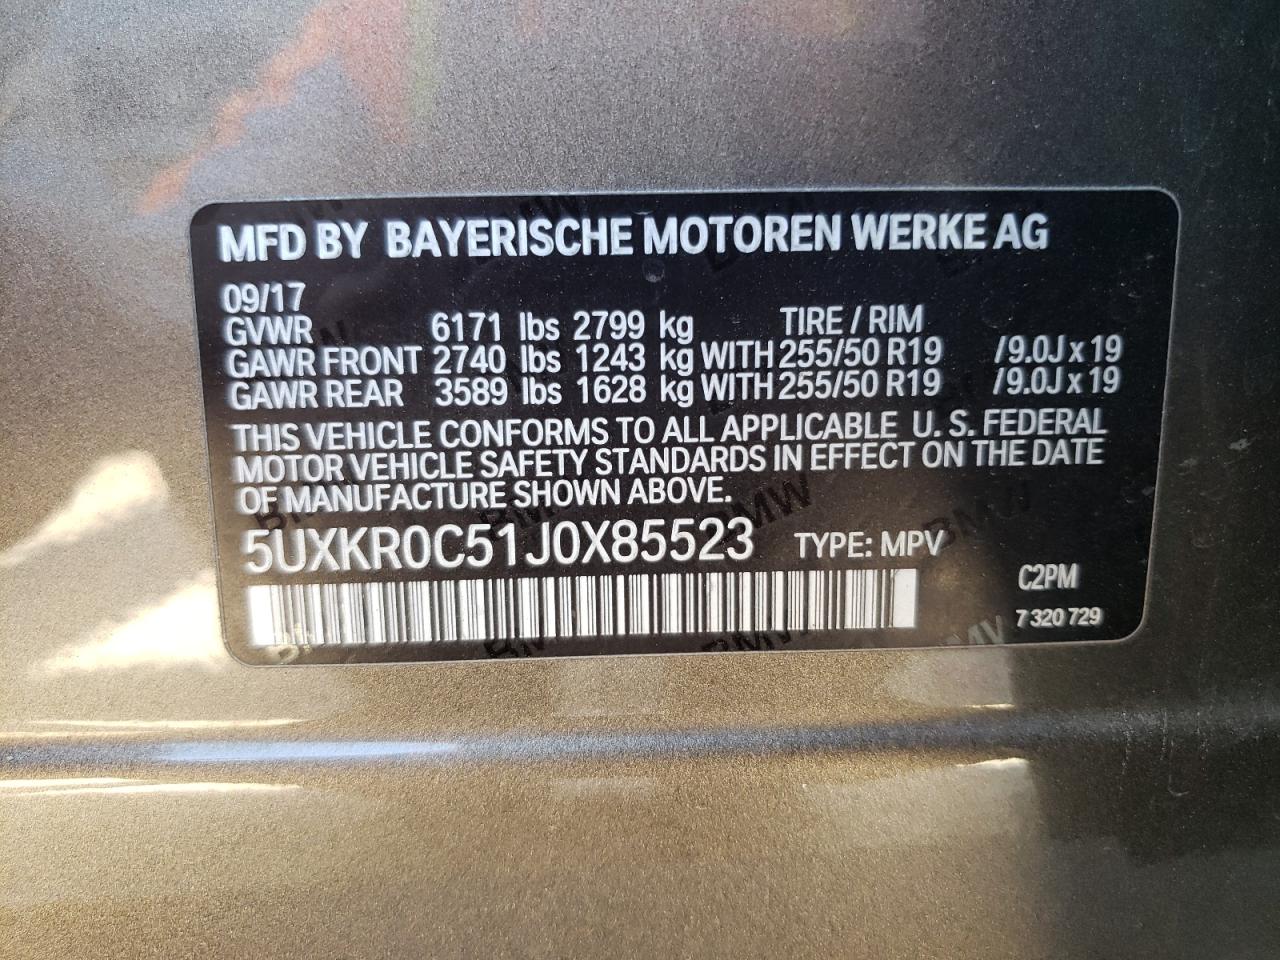 MFD BY BAYERISCHE MOTOREN WERKE AG
09/17
GVWR 6171 lbs 2799 kg TIRE / RIM
GAWR FRONT 2740 lbs 1243 kg WITH 255/50 R19 /9.0J x 19
GAWR REAR 3589 lbs 1628 kg WITH 255/50 R19 /9.0J x 19
THIS VEHICLE CONFORMS TO ALL APPLICABLE U. S. FEDERAL
MOTOR VEHICLE SAFETY STANDARDS IN EFFECT ON THE DATE
OF MANUFACTURE SHOWN ABOVE.
5UXKR0C51J0X85523 TYPE: MPV
C2PM
7 320 729